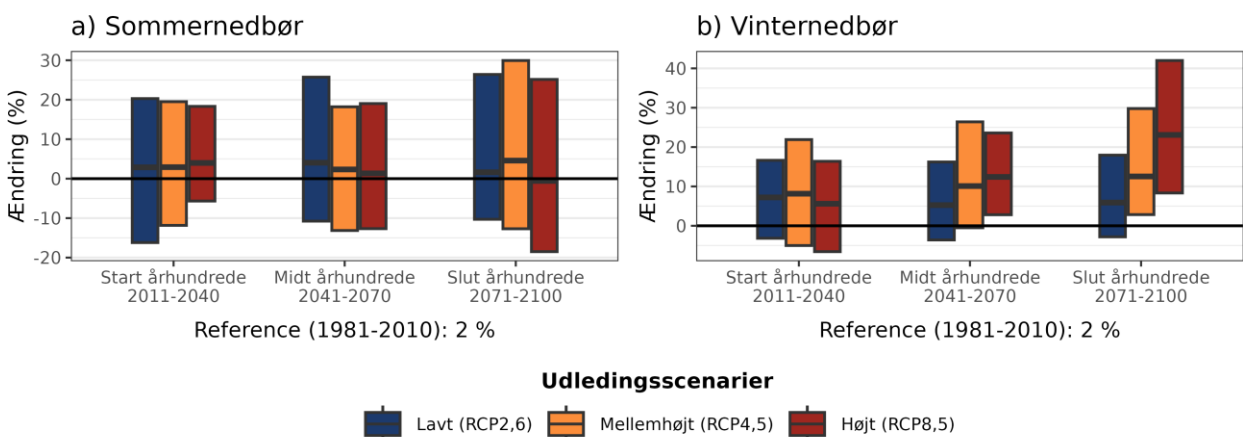 a) Sommernedbør
Ændring (%)
30
20
10
0
-10
-20
Start århundrede
2011-2040
Midt århundrede
2041-2070
Slut århundrede
2071-2100
Reference (1981-2010): 2 %
b) Vinternedbør
Ændring (%)
40
30
20
10
0
Start århundrede
2011-2040
Midt århundrede
2041-2070
Slut århundrede
2071-2100
Reference (1981-2010): 2 %
Udledingsscenarier
Lavt (RCP2,6)
Mellemhøjt (RCP4,5)
Højt (RCP8,5)